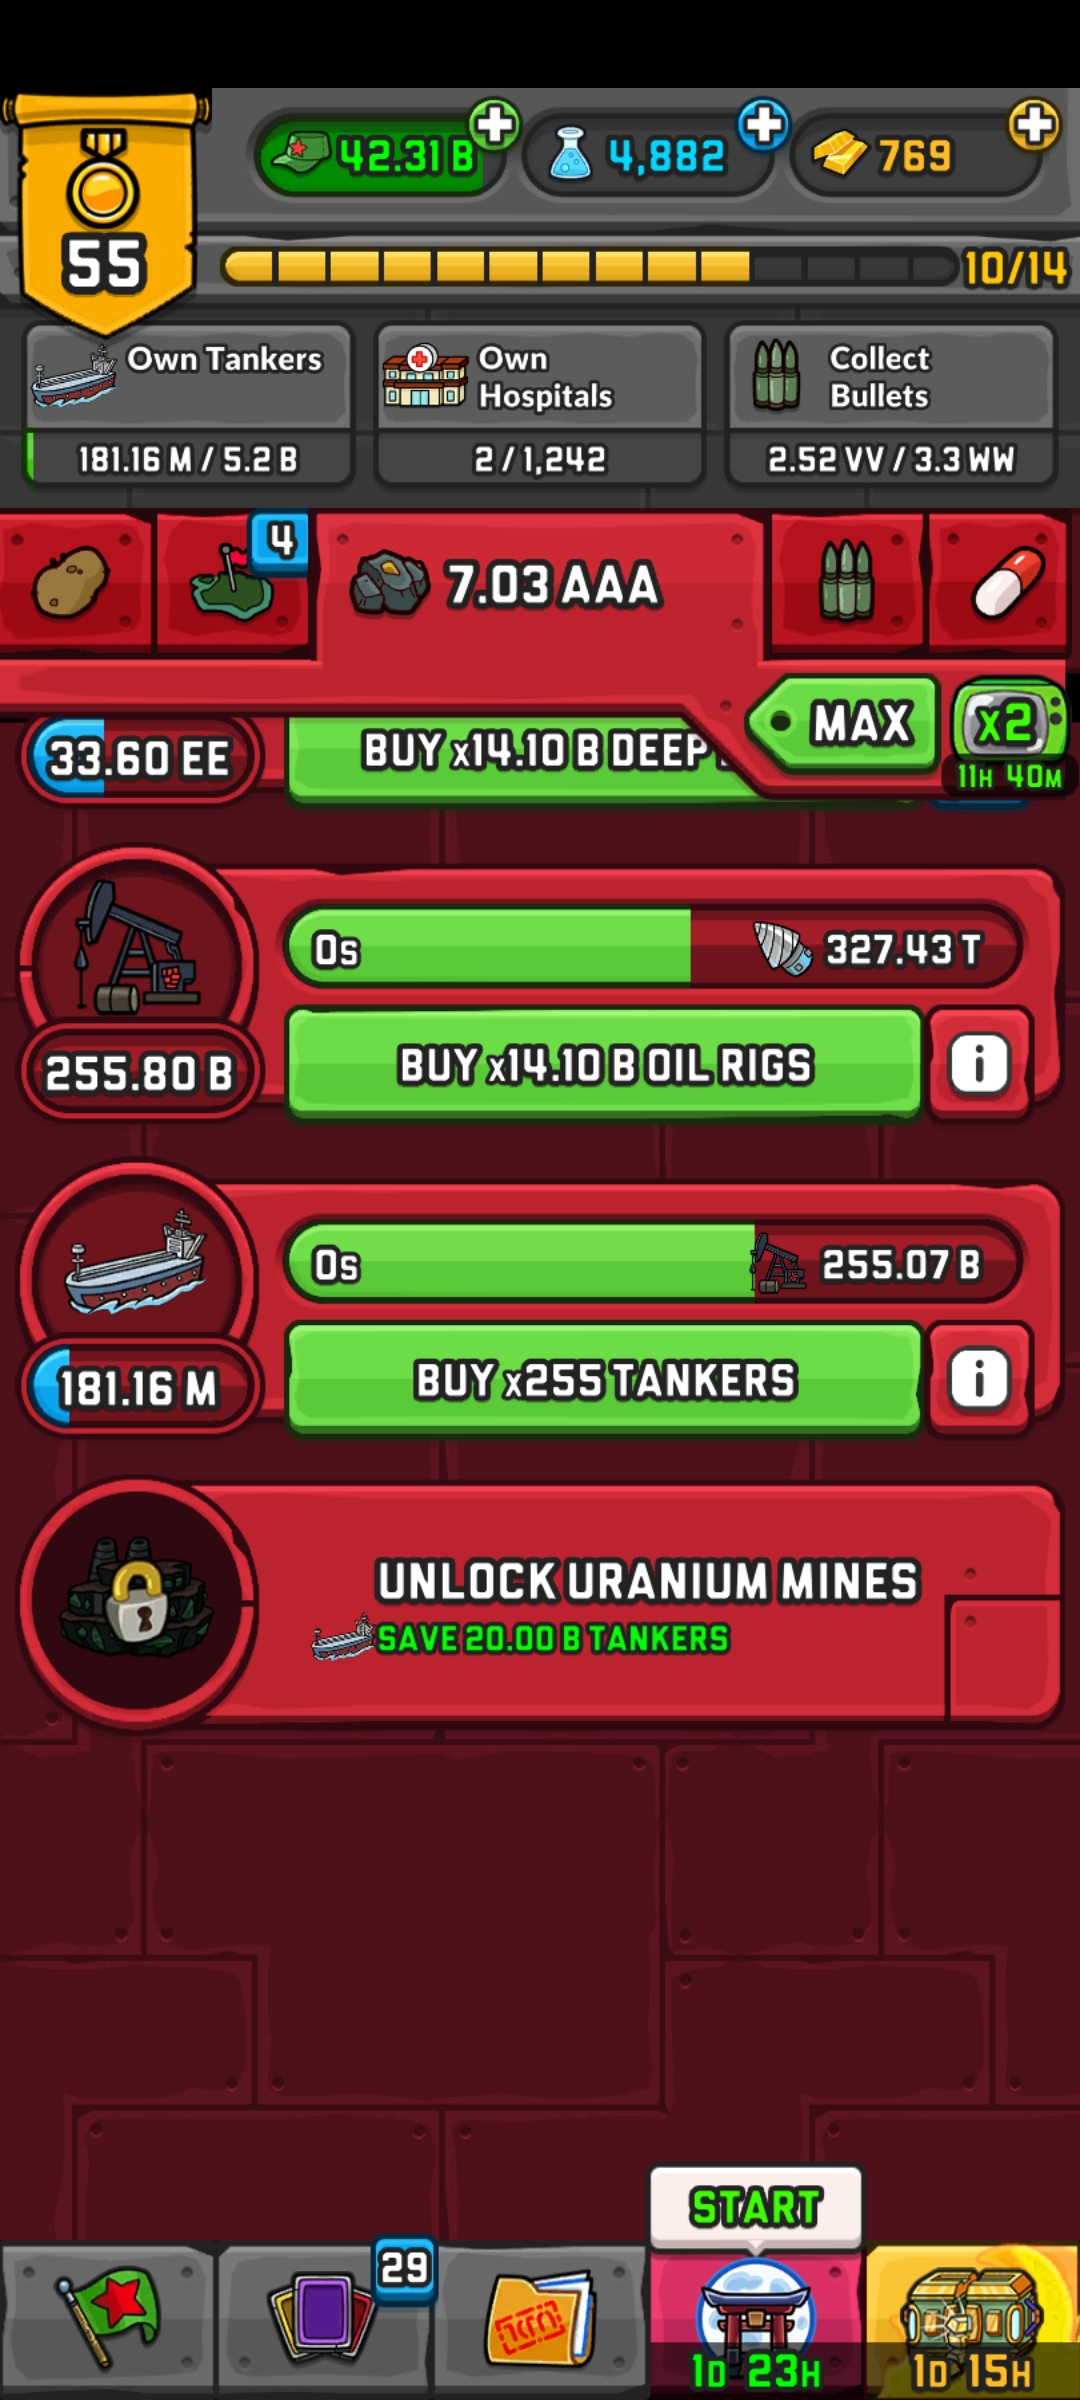 42.31 B
4,882
769
55
10/14
Own Tankers
181.16 M / 5.2 B
Own
Hospitals
2 / 1,242
Collect
Bullets
2.52 VV / 3.3 WW
4
7.03 AAA
MAX
x2
11H 40M
33.60 EE
BUY x14.10 B DEEP
0s
327.43 T
255.80 B
BUY x14.10 B OIL RIGS
i
0s
255.07 B
181.16 M
BUY x255 TANKERS
i
UNLOCK URANIUM MINES
SAVE 20.00 B TANKERS
START
29
1D 23H
1D 15H